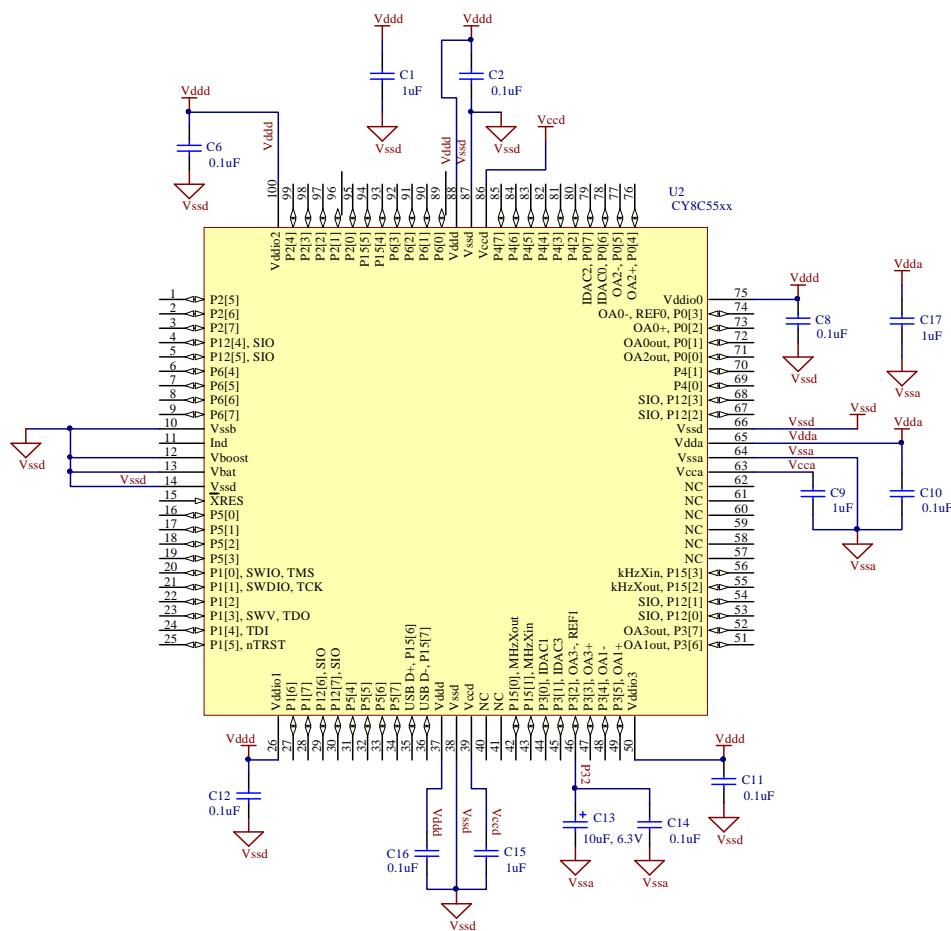 Vddd
Vddd
C1
1uF
Vssd
C2
0.1uF
Vssd
Vddd
Vddd
C6
0.1uF
Vssd
Vddd
Vssd
Vccd
U2
CY8C55xx
100 Vddio2
99 P2[4]
98 P2[3]
97 P2[2]
96 P2[1]
95 P2[0]
94 P15[5]
93 P15[4]
92 P6[3]
91 P6[2]
90 P6[1]
89 P6[0]
88 Vddd
87 Vssd
86 Vccd
85 P4[7]
84 P4[6]
83 P4[5]
82 P4[4]
81 P4[3]
80 P4[2]
79 IDAC2, P0[7]
78 IDAC0, P0[6]
77 OA2-, P0[5]
76 OA2+, P0[4]
1 P2[5]
2 P2[6]
3 P2[7]
4 P12[4], SIO
5 P12[5], SIO
6 P6[4]
7 P6[5]
8 P6[6]
9 P6[7]
10 Vssb
11 Ind
12 Vboost
13 Vbat
14 Vssd
15 XRES
16 P5[0]
17 P5[1]
18 P5[2]
19 P5[3]
20 P1[0], SWIO, TMS
21 P1[1], SWDIO, TCK
22 P1[2]
23 P1[3], SWV, TDO
24 P1[4], TDI
25 P1[5], nTRST
Vssd
Vssd
Vddio0 75
OA0-, REF0, P0[3] 74
OA0+, P0[2] 73
OA0out, P0[1] 72
OA2out, P0[0] 71
P4[1] 70
P4[0] 69
SIO, P12[3] 68
SIO, P12[2] 67
Vssd 66
Vdda 65
Vssa 64
Vcca 63
NC 62
NC 61
NC 60
NC 59
NC 58
NC 57
kHzXin, P15[3] 56
kHzXout, P15[2] 55
SIO, P12[1] 54
SIO, P12[0] 53
OA3out, P3[7] 52
OA1out, P3[6] 51
Vddd
C8
0.1uF
Vssd
Vdda
C17
1uF
Vssa
Vssd
Vssd
Vdda
Vdda
Vssa
Vcca
C9
1uF
C10
0.1uF
Vssa
26 Vddio1
27 P1[6]
28 P1[7]
29 P12[6], SIO
30 P12[7], SIO
31 P5[4]
32 P5[5]
33 P5[6]
34 P5[7]
35 USB D+, P15[6]
36 USB D-, P15[7]
37 Vddd
38 Vssd
39 Vccd
40 NC
41 NC
42 P15[0], MHzXout
43 P15[1], MHzXin
44 P3[0], IDAC1
45 P3[1], IDAC3
46 P3[2], OA3-, REF1
47 P3[3], OA3+
48 P3[4], OA1-
49 P3[5], OA1+
50 Vddio3
Vddd
C12
0.1uF
Vssd
Vddd
Vssd
Vccd
C16
0.1uF
C15
1uF
Vssd
P32
C13
10uF, 6.3V
Vssa
C14
0.1uF
Vssa
Vddd
C11
0.1uF
Vssd